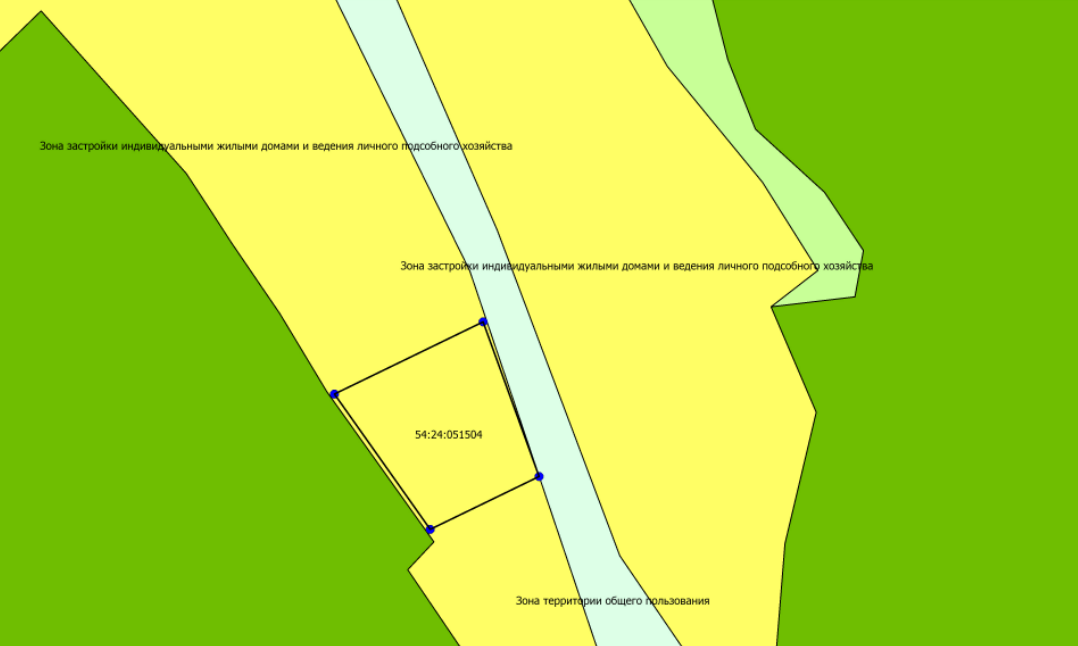 Зона застройки индивидуальными жилыми домами и ведения личного подсобного хозяйства
Зона застройки индивидуальными жилыми домами и ведения личного подсобного хозяйства
54:24:051504
Зона территории общего пользования